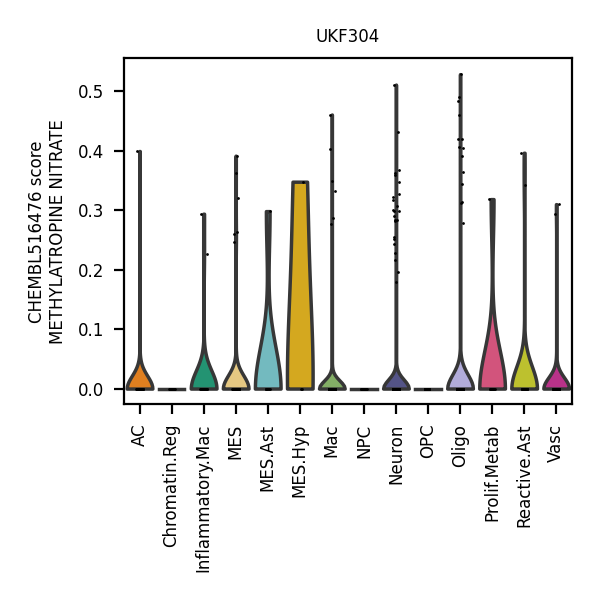 UKF304
CHEMBL516476 score
METHYLATROPINE NITRATE
0.5
0.4
0.3
0.2
0.1
0.0
AC
Chromatin.Reg
Inflammatory.Mac
MES
MES.Ast
MES.Hyp
Mac
NPC
Neuron
OPC
Oligo
Prolif.Metab
Reactive.Ast
Vasc